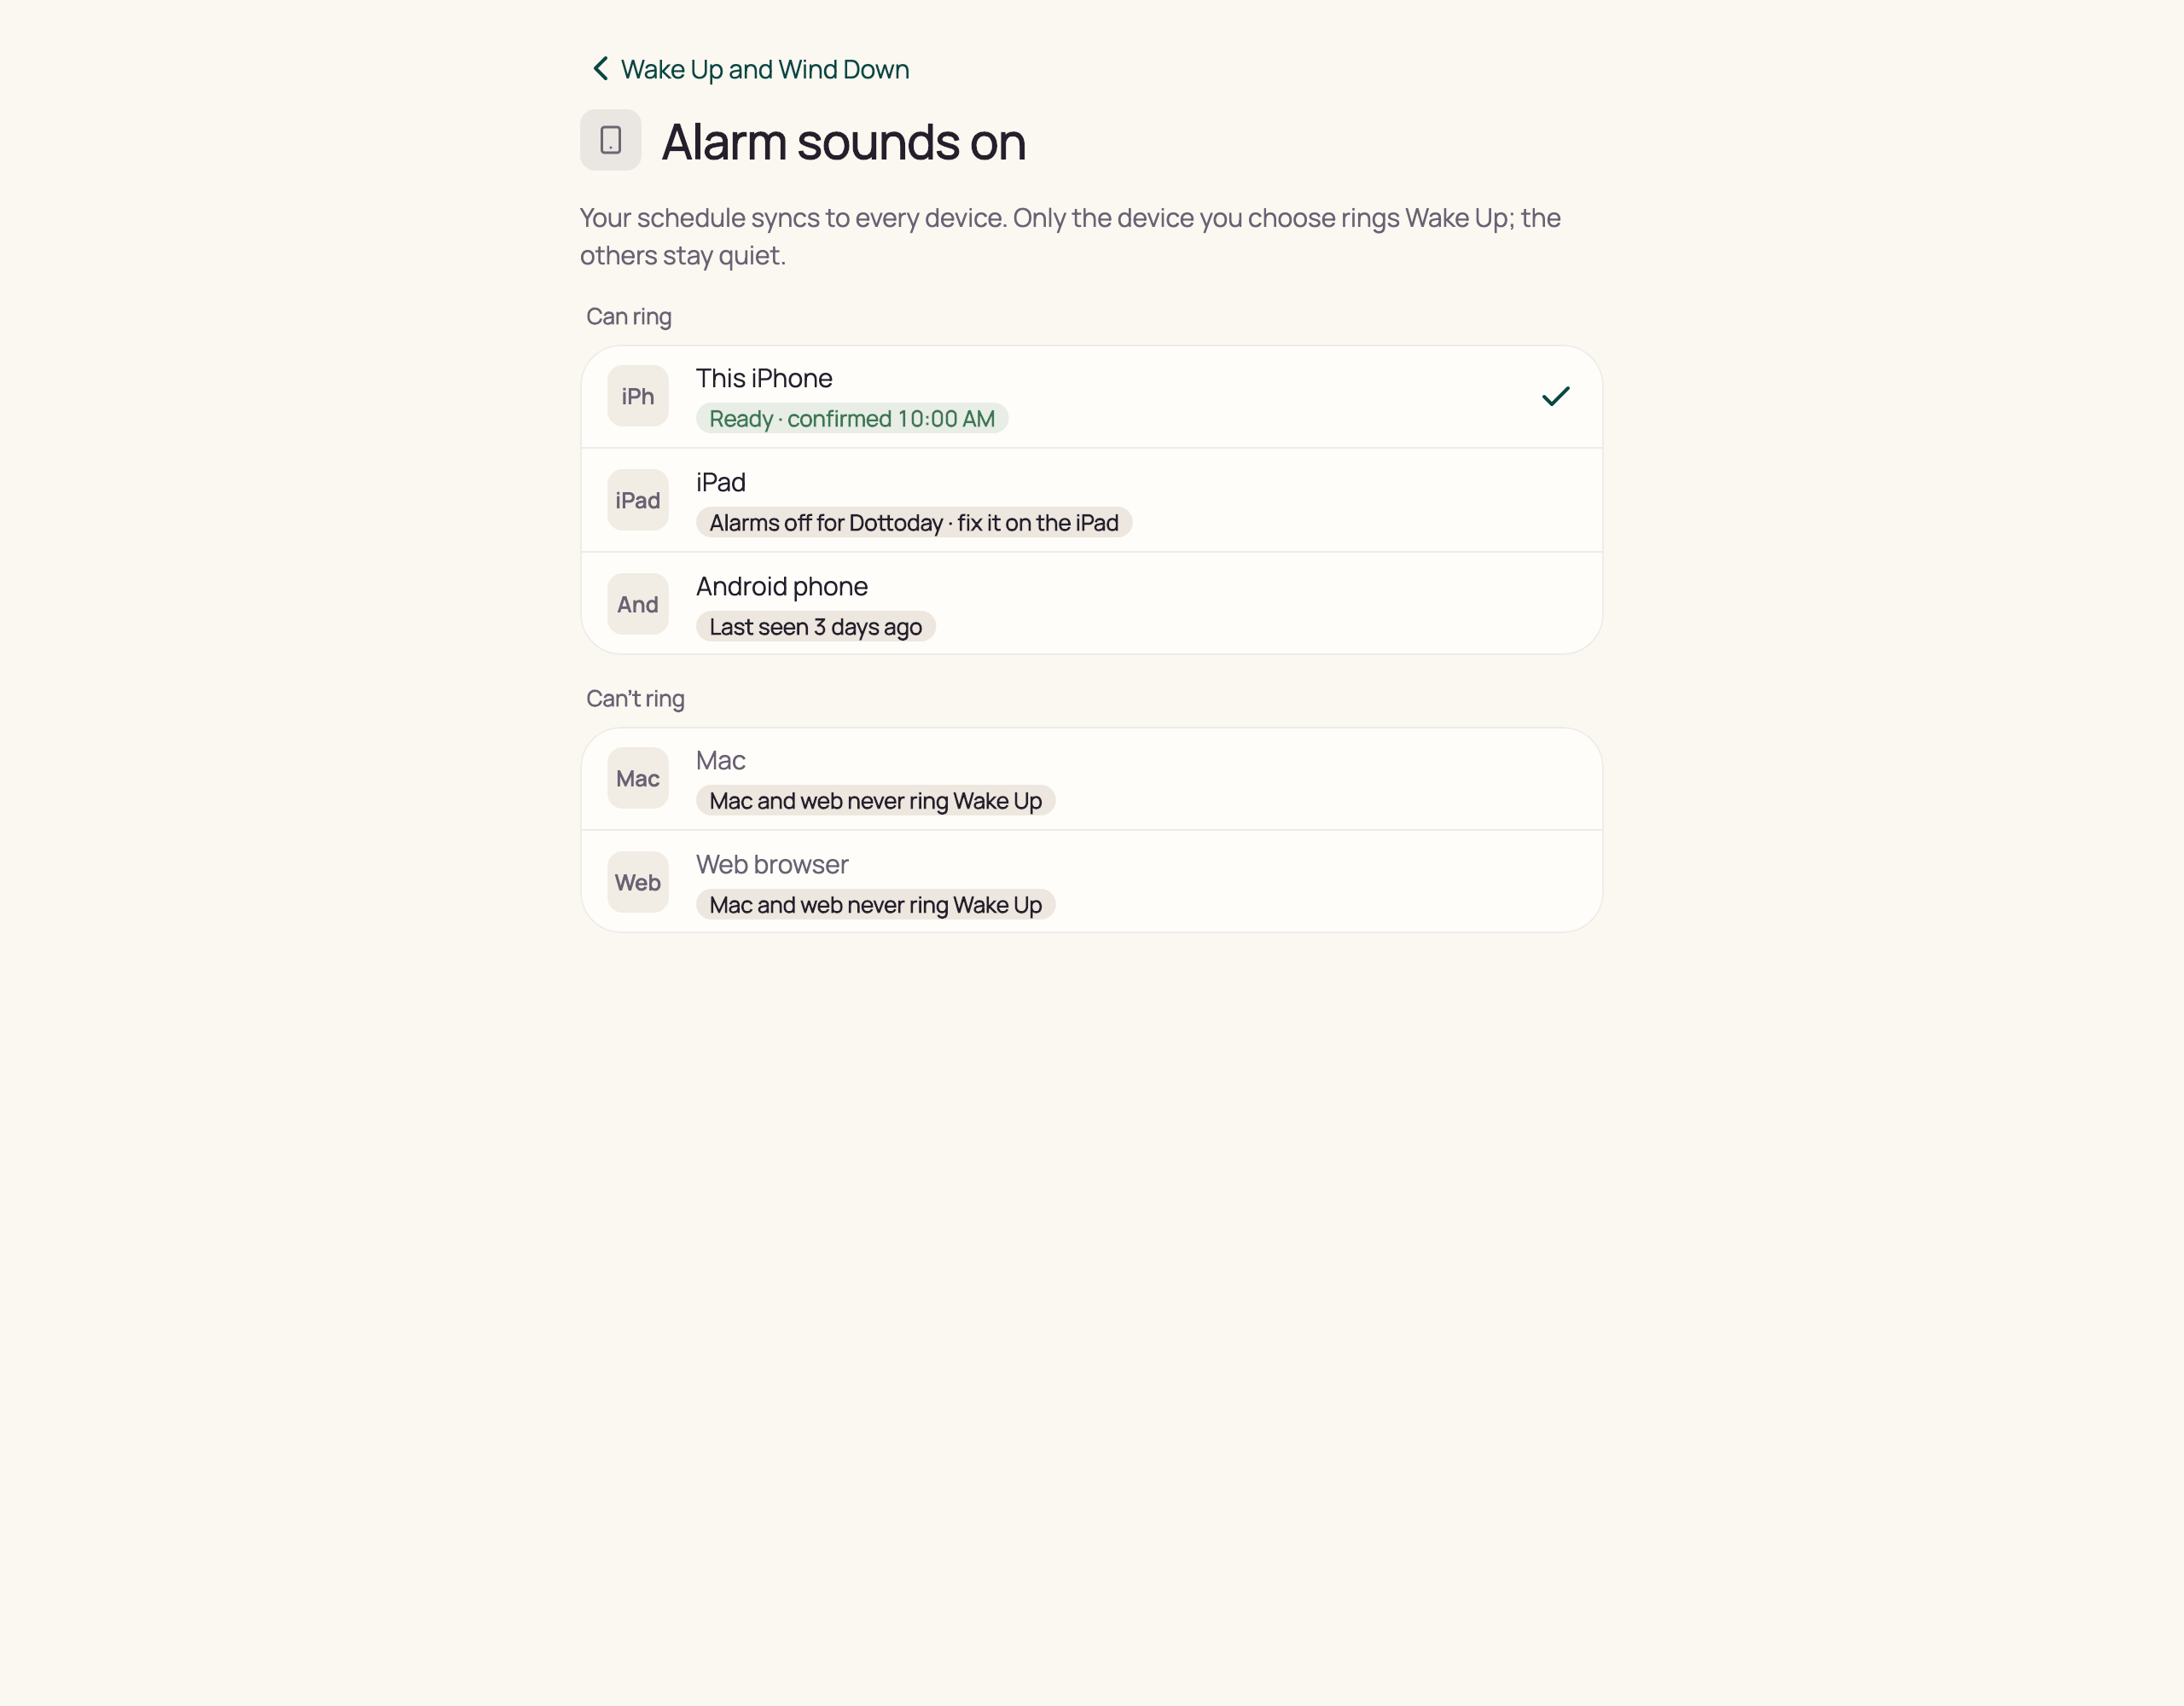 Wake Up and Wind Down
Alarm sounds on
Your schedule syncs to every device. Only the device you choose rings Wake Up; the
others stay quiet.
Can ring
iPh
This iPhone
Ready · confirmed 10:00 AM
iPad
iPad
Alarms off for Dottoday · fix it on the iPad
And
Android phone
Last seen 3 days ago
Can’t ring
Mac
Mac
Mac and web never ring Wake Up
Web
Web browser
Mac and web never ring Wake Up